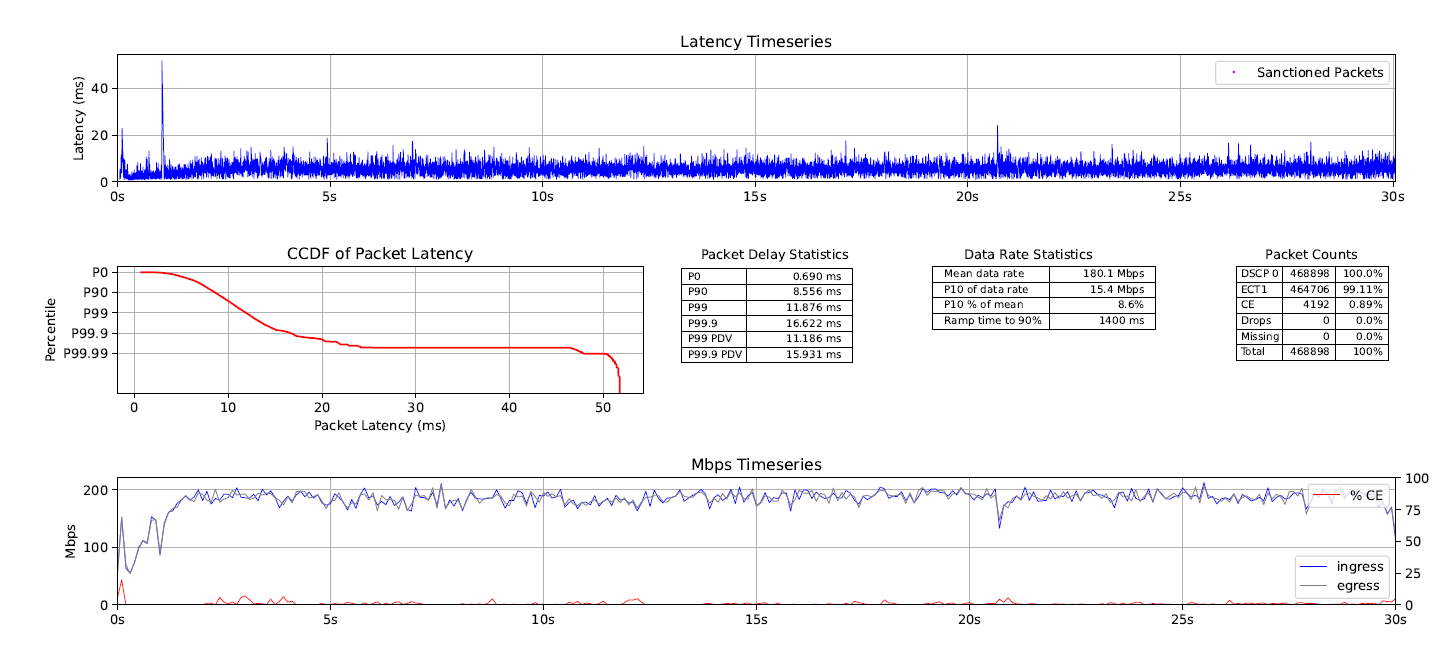 Latency Timeseries
Latency (ms)
40
20
0
Sanctioned Packets
0s 5s 10s 15s 20s 25s 30s
CCDF of Packet Latency
Percentile
P0
P90
P99
P99.9
P99.99
0 10 20 30 40 50
Packet Latency (ms)
Packet Delay Statistics
P0 0.690 ms
P90 8.556 ms
P99 11.876 ms
P99.9 16.622 ms
P99 PDV 11.186 ms
P99.9 PDV 15.931 ms
Data Rate Statistics
Mean data rate 180.1 Mbps
P10 of data rate 15.4 Mbps
P10 % of mean 8.6%
Ramp time to 90% 1400 ms
Packet Counts
DSCP 0 468898 100.0%
ECT1 464706 99.11%
CE 4192 0.89%
Drops 0 0.0%
Missing 0 0.0%
Total 468898 100%
Mbps Timeseries
Mbps
200
100
0
% CE
ingress
egress
100
75
50
25
0
0s 5s 10s 15s 20s 25s 30s